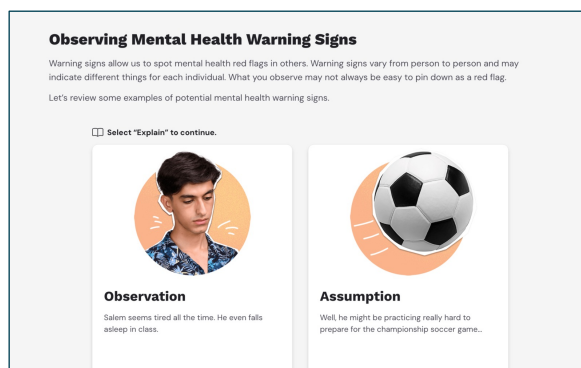 Observing Mental Health Warning Signs
Warning signs allow us to spot mental health red flags in others. Warning signs vary from person to person and may
indicate different things for each individual. What you observe may not always be easy to pin down as a red flag.
Let's review some examples of potential mental health warning signs.
Select "Explain" to continue.
Observation
Salem seems tired all the time. He even falls
asleep in class.
Assumption
Well, he might be practicing really hard to
prepare for the championship soccer game...